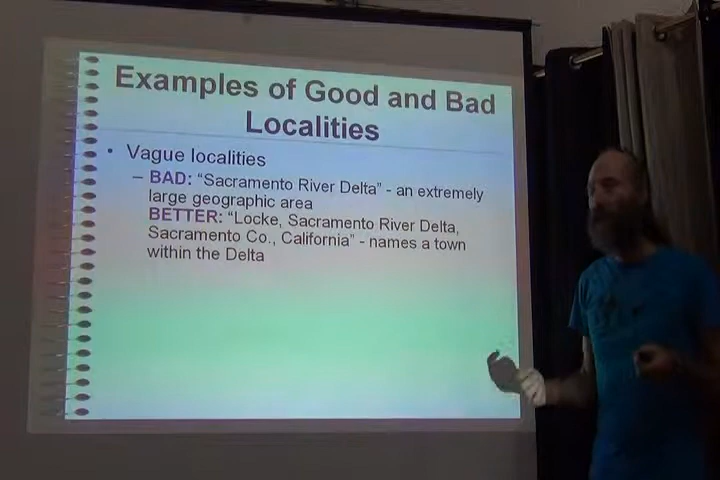 Examples of Good and Bad
Localities
• Vague localities
– BAD: “Sacramento River Delta” - an extremely
large geographic area
BETTER: “Locke, Sacramento River Delta,
Sacramento Co., California” - names a town
within the Delta